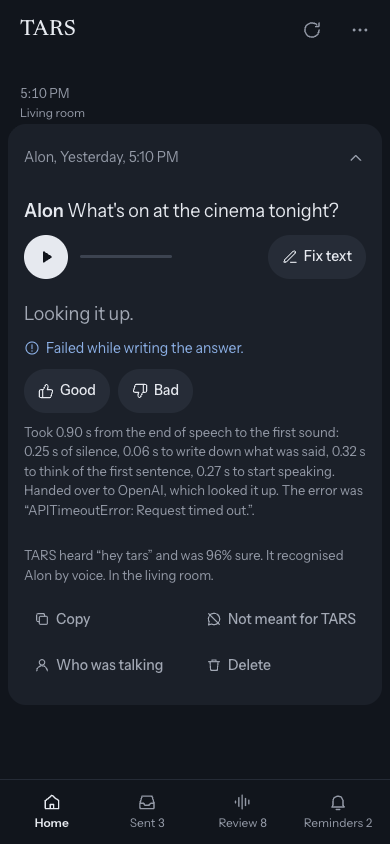 TARS
5:10 PM
Living room
Alon, Yesterday, 5:10 PM
Alon What's on at the cinema tonight?
Fix text
Looking it up.
Failed while writing the answer.
Good
Bad
Took 0.90 s from the end of speech to the first sound:
0.25 s of silence, 0.06 s to write down what was said, 0.32 s
to think of the first sentence, 0.27 s to start speaking.
Handed over to OpenAI, which looked it up. The error was
“APITimeoutError: Request timed out.”.
TARS heard “hey tars” and was 96% sure. It recognised
Alon by voice. In the living room.
Copy
Not meant for TARS
Who was talking
Delete
Home
Sent 3
Review 8
Reminders 2